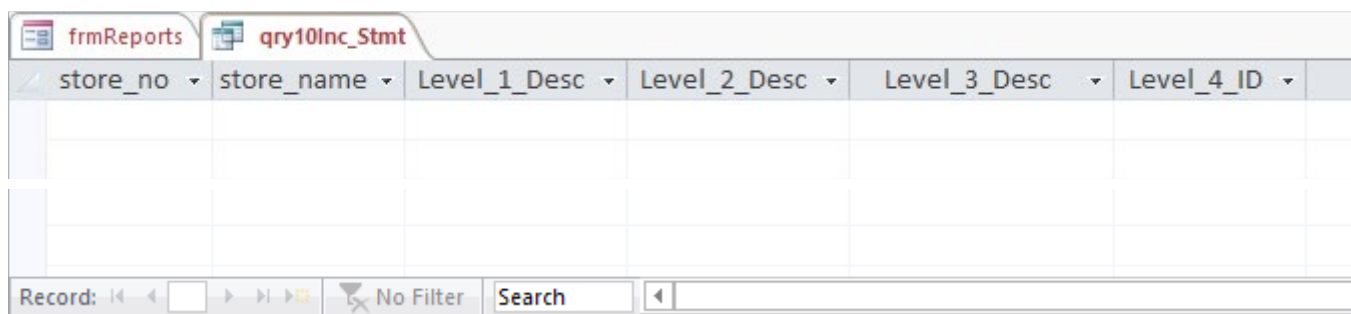 frmReports qry10Inc_Stmt
store_no store_name Level_1_Desc Level_2_Desc Level_3_Desc Level_4_ID
Record: No Filter Search